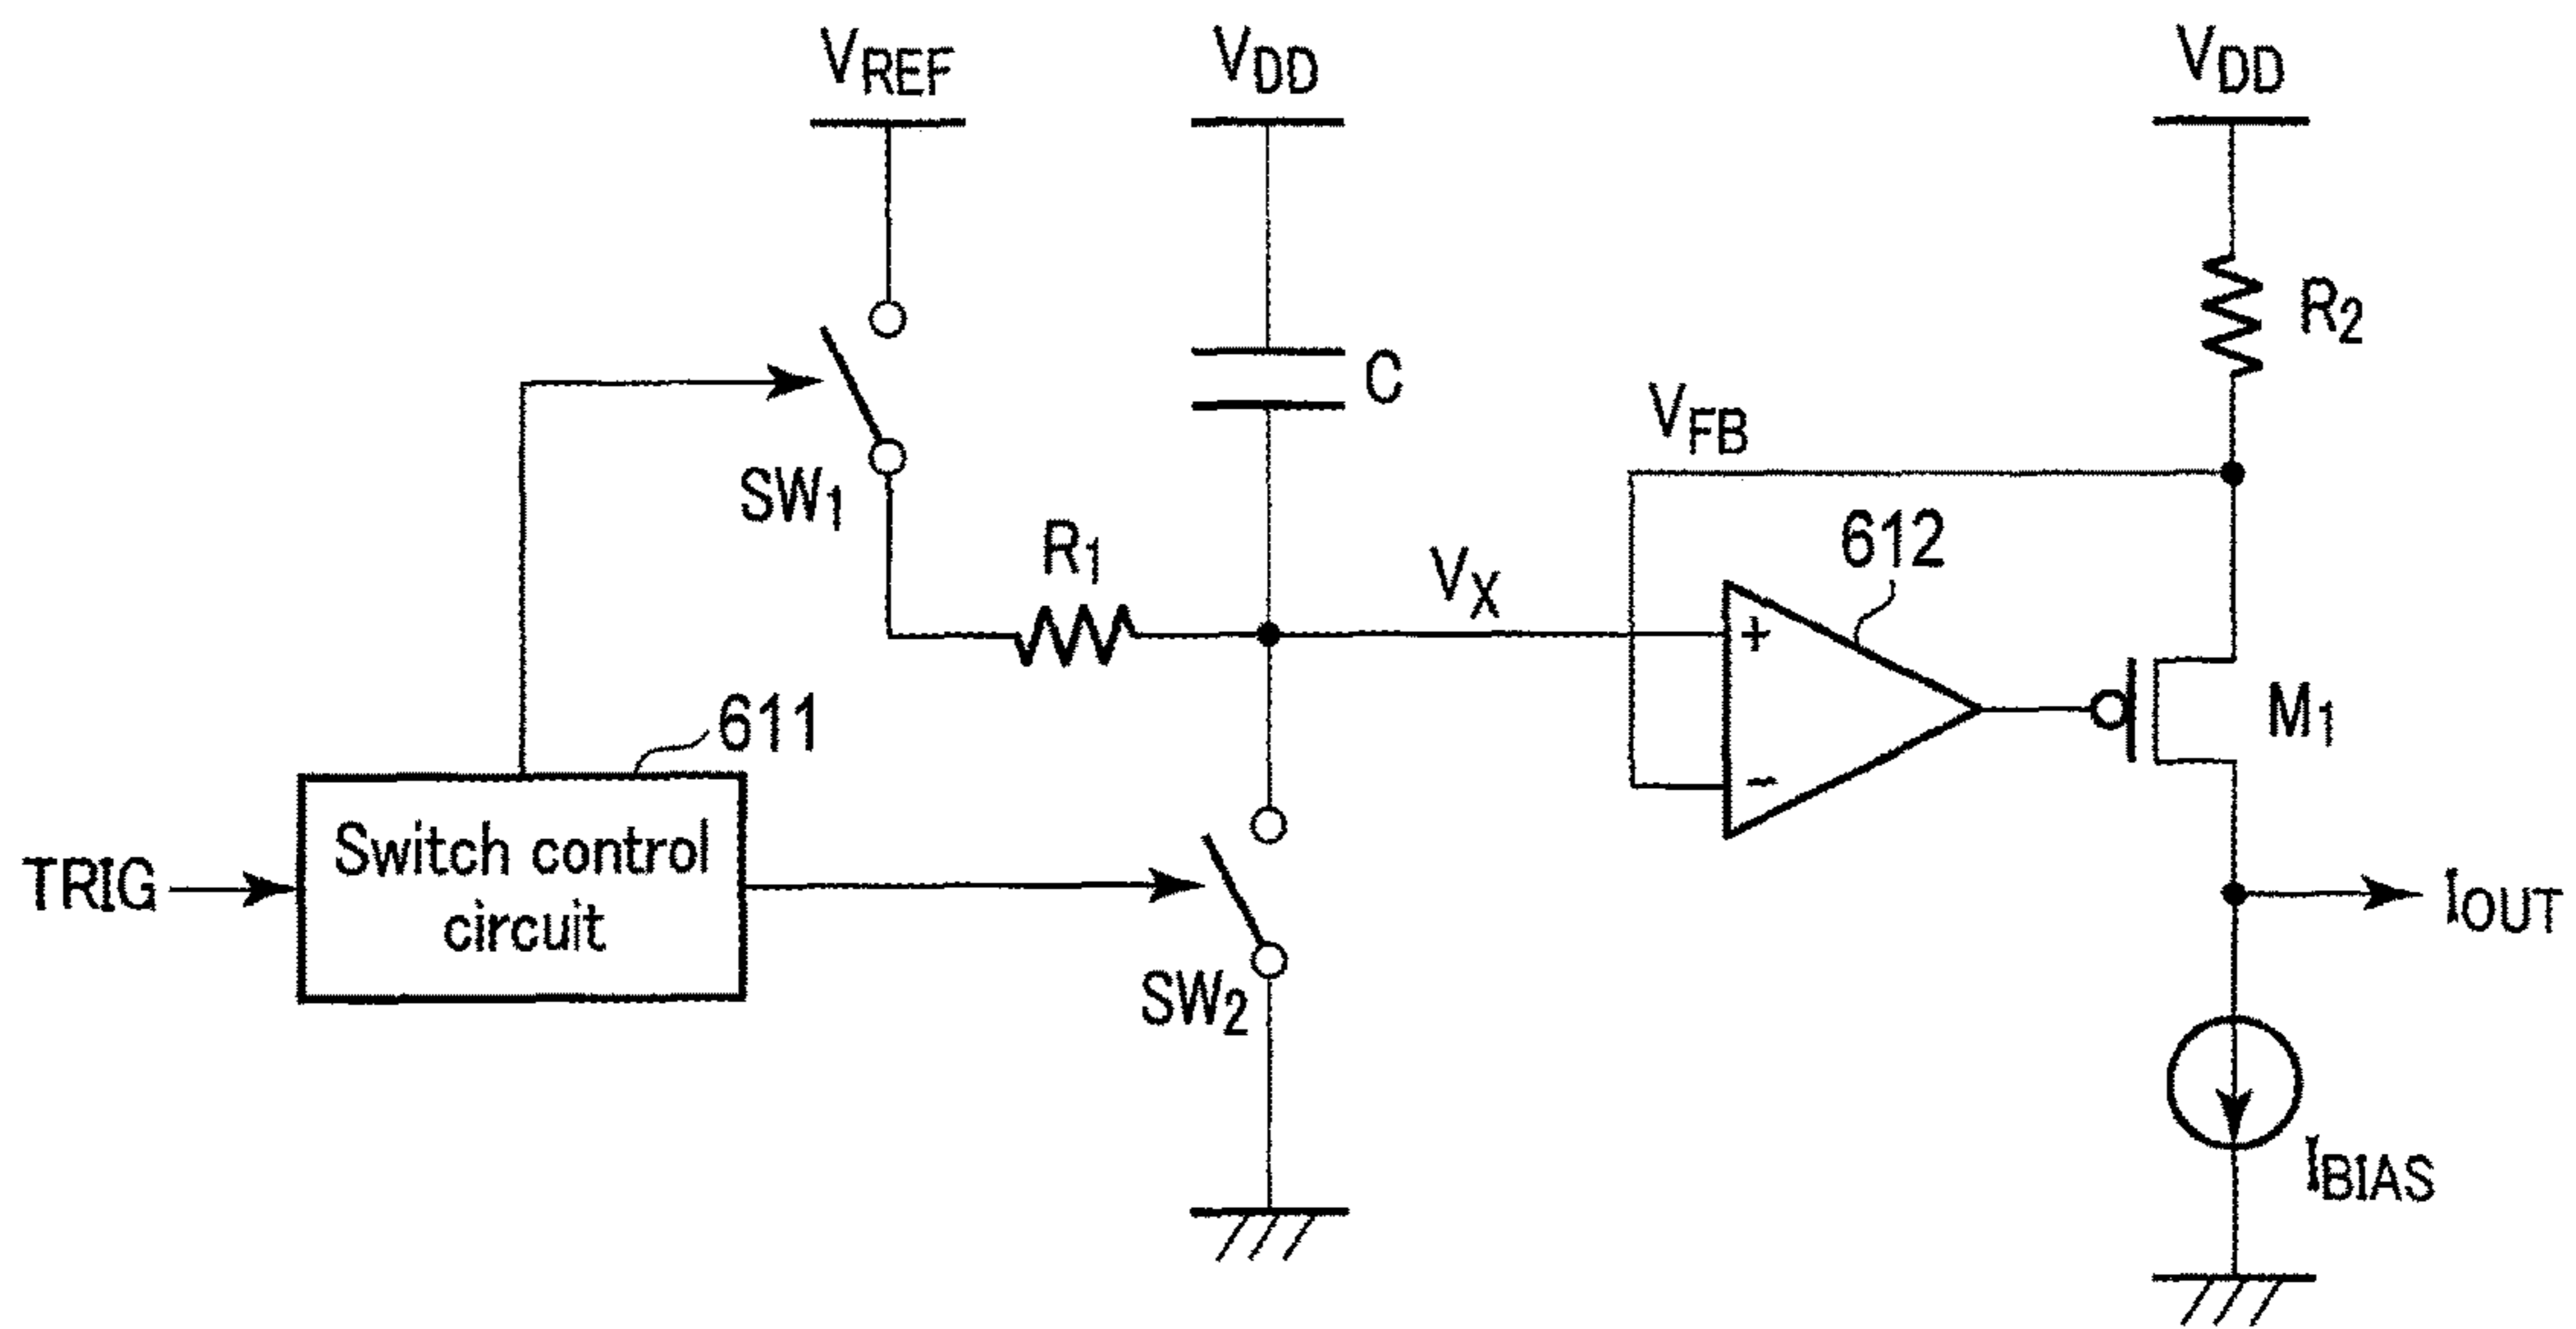 VREF
VDD
VDD
R2
C
VFB
SW1
612
R1
VX
+
611
M1
-
Switch control
circuit
TRIG
IOUT
SW2
IBIAS